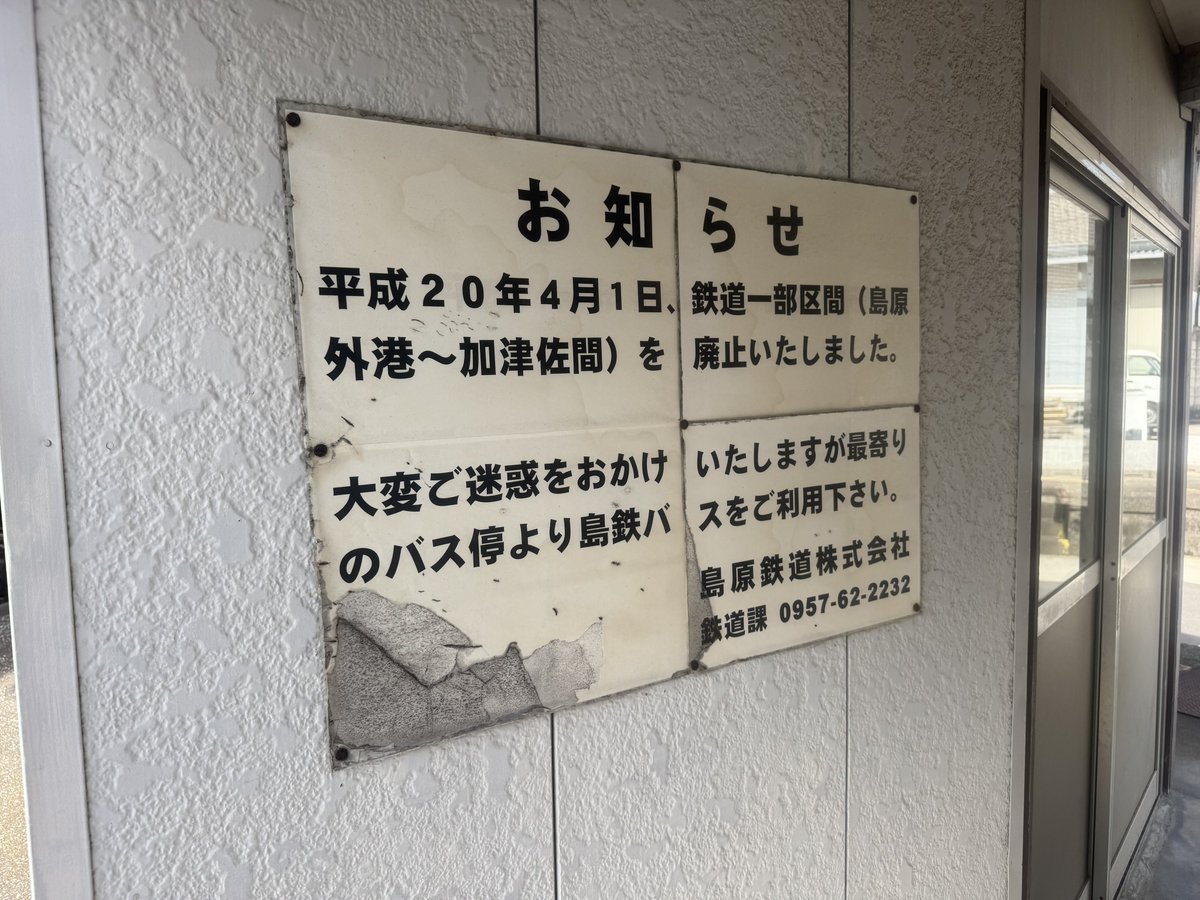 お知らせ
平成20年4月1日、鉄道一部区間（島原
外港～加津佐間）を廃止いたしました。
大変ご迷惑をおかけいたしますが最寄り
のバス停より島鉄バスをご利用下さい。
島原鉄道株式会社
鉄道課 0957-62-2232